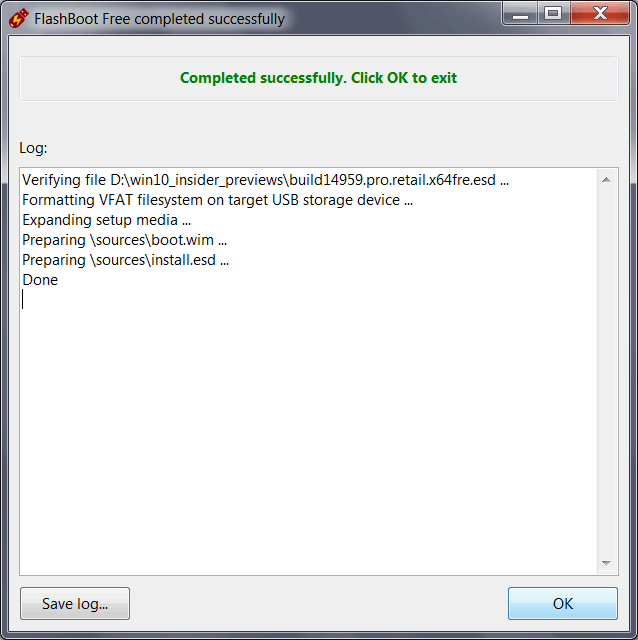 FlashBoot Free completed successfully
Completed successfully. Click OK to exit
Log:
Verifying file D:\win10_insider_previews\build14959.pro.retail.x64fre.esd ...
Formatting VFAT filesystem on target USB storage device ...
Expanding setup media ...
Preparing \sources\boot.wim ...
Preparing \sources\install.esd ...
Done
Save log...
OK